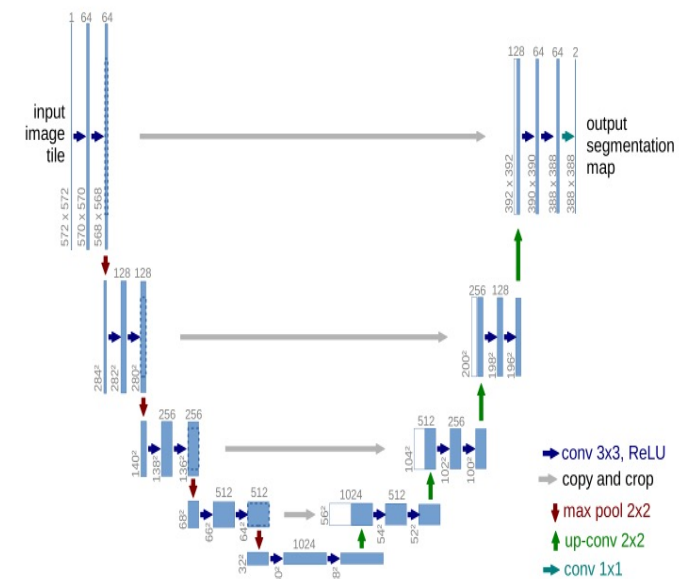 1 64 64
128 64 64 2
input
image
tile
output
segmentation
map
572 x 572
570 x 570
568 x 568
392 x 392
390 x 390
388 x 388
388 x 388
128 128
256 128
284²
282²
280²
200²
198²
196²
256 256
512 256
140²
138²
136²
104²
102²
100²
512 512
1024 512
68²
66²
64²
56²
54²
52²
1024
32²
conv 3x3, ReLU
copy and crop
max pool 2x2
up-conv 2x2
conv 1x1